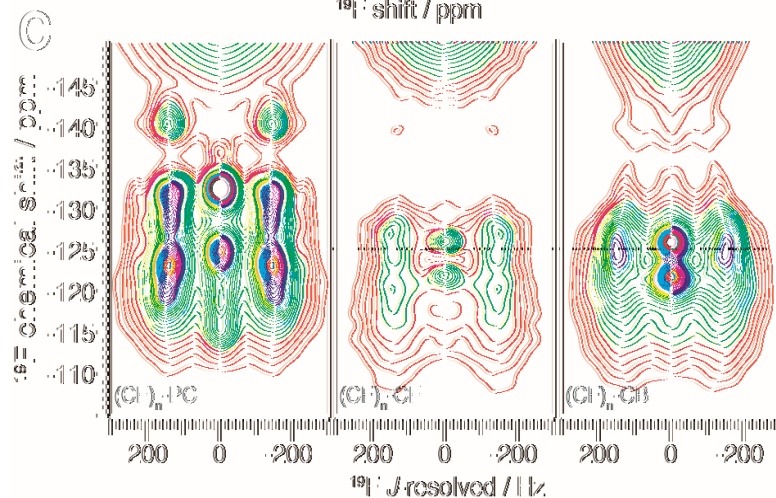 ¹⁹F shift / ppm
C
¹⁹F chemical shift / ppm
-145
-140
-135
-130
-125
-120
-115
-110
(CF)n-PC
(CF)n-CF
(CF)n-CB
200 0 -200
200 0 -200
200 0 -200
¹⁹F J-resolved / Hz